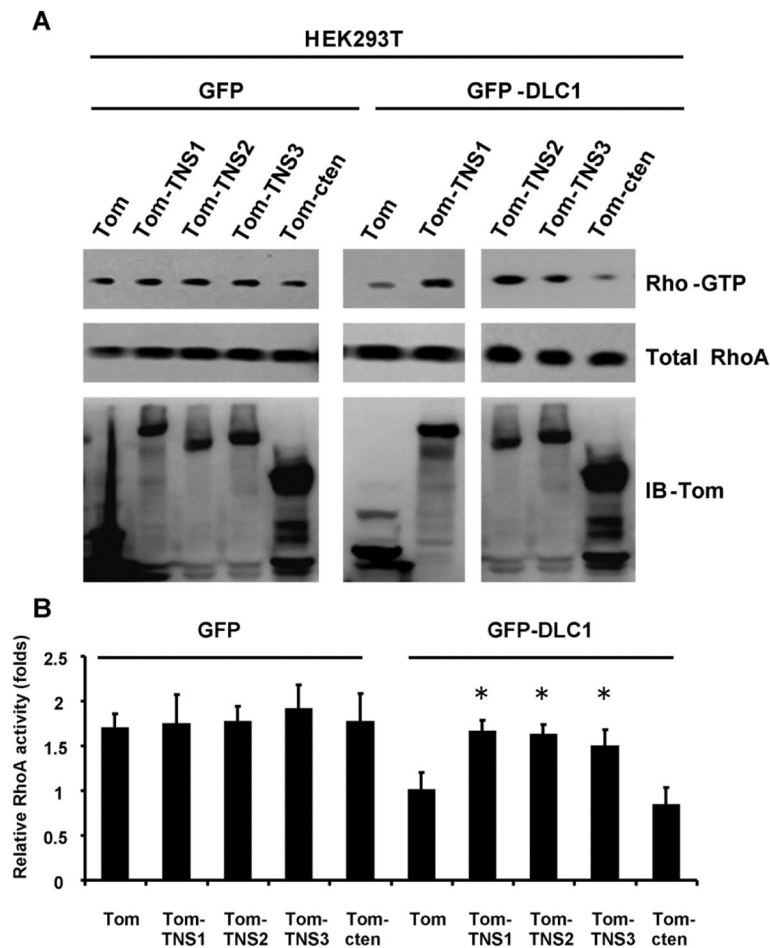 A
HEK293T
GFP GFP -DLC1
Tom Tom-TNS1 Tom-TNS2 Tom-TNS3 Tom-cten Tom Tom-TNS1 Tom-TNS2 Tom-TNS3 Tom-cten
Rho -GTP
Total RhoA
IB -Tom
B
GFP GFP-DLC1
Relative RhoA activity (folds)
2.5
2
1.5
1
0.5
0
* * *
Tom Tom- Tom- Tom- Tom- Tom Tom- Tom- Tom- Tom-
TNS1 TNS2 TNS3 cten TNS1 TNS2 TNS3 cten